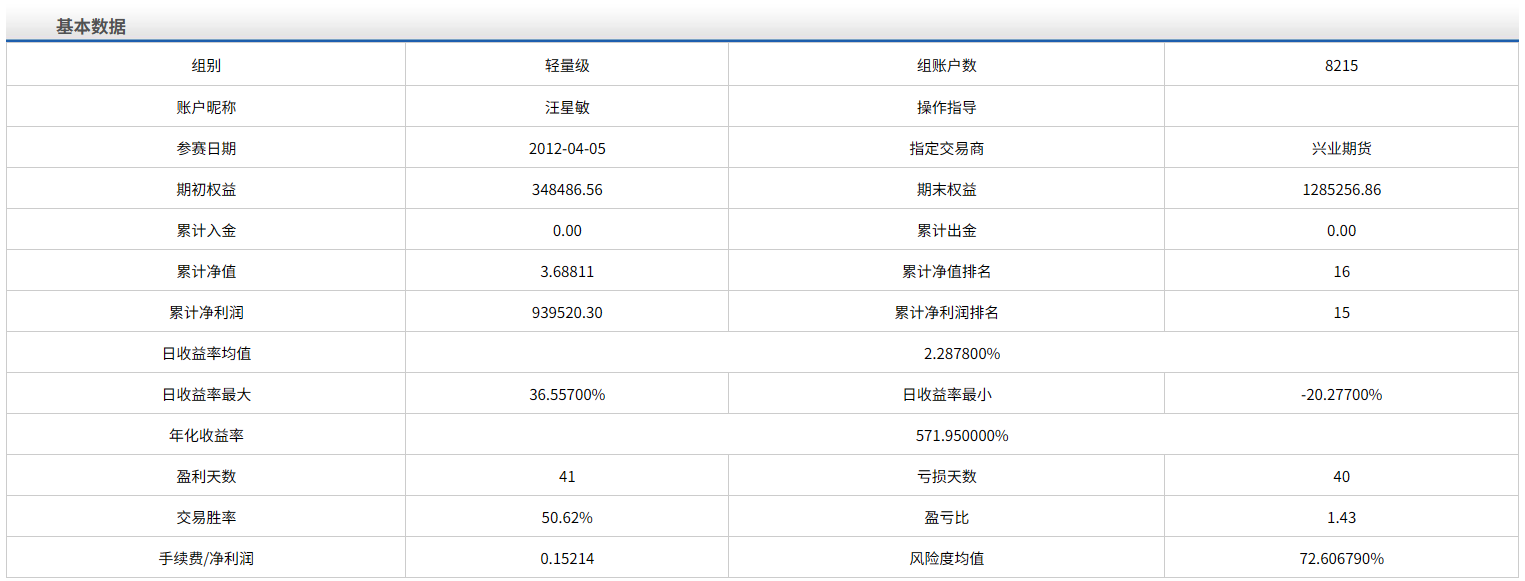 基本数据
组别 轻量级 组账户数 8215
账户昵称 汪星敏 操作指导
参赛日期 2012-04-05 指定交易商 兴业期货
期初权益 348486.56 期末权益 1285256.86
累计入金 0.00 累计出金 0.00
累计净值 3.68811 累计净值排名 16
累计净利润 939520.30 累计净利润排名 15
日收益率均值 2.287800%
日收益率最大 36.55700% 日收益率最小 -20.27700%
年化收益率 571.950000%
盈利天数 41 亏损天数 40
交易胜率 50.62% 盈亏比 1.43
手续费/净利润 0.15214 风险度均值 72.606790%